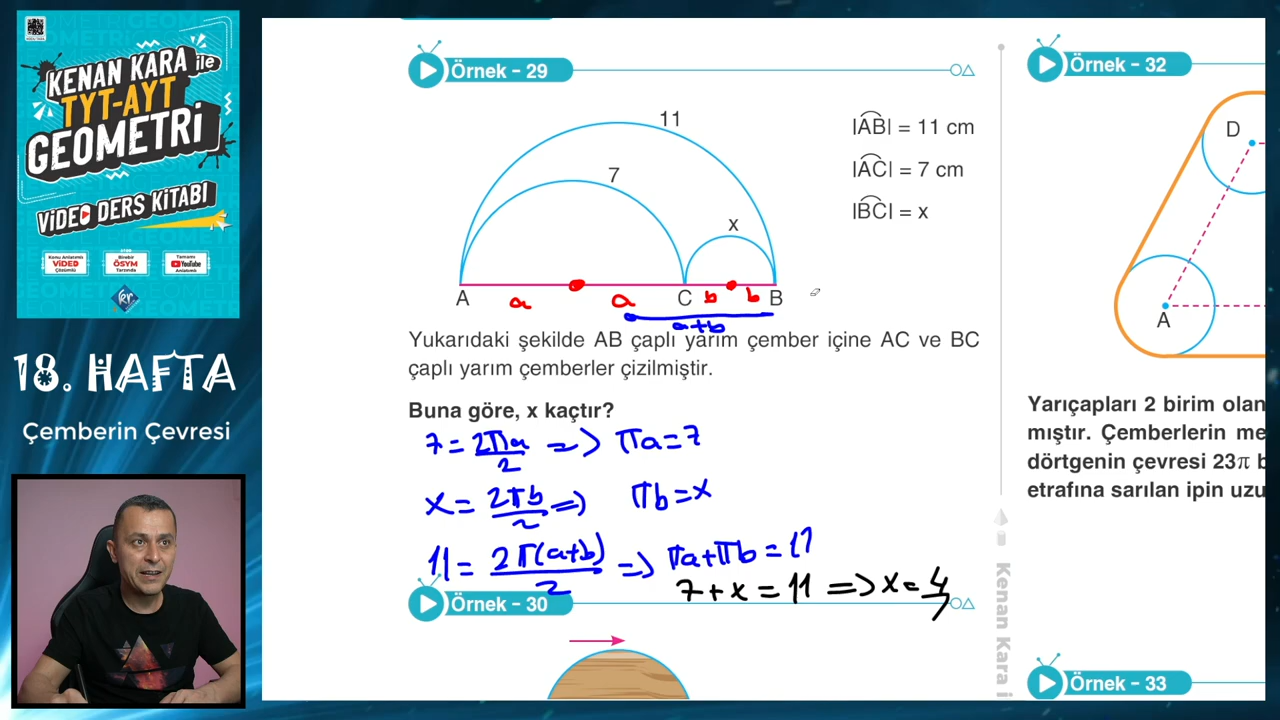 KENAN KARA ile
TYT-AYT
GEOMETRİ
VİDEO DERS KİTABI
Konu Anlatımlı
VİDEO
ÇÖZÜMLÜ
Birebir
ÖSYM
Tarzında
Tamamı
YouTube
Anlatımlı
18. HAFTA
Çemberin Çevresi
Örnek - 29
11
7
x
A
C
B
a
a
b
b
a+b
|AB| = 11 cm
|AC| = 7 cm
|BC| = x
Yukarıdaki şekilde AB çaplı yarım çember içine AC ve BC
çaplı yarım çemberler çizilmiştir.
Buna göre, x kaçtır?
7 = 2πa/2 => πa = 7
x = 2πb/2 => πb = x
11 = 2π(a+b)/2 => πa+πb = 11
7 + x = 11 => x = 4
Örnek - 30
Kenan Kara i
Örnek - 32
D
A
Yarıçapları 2 birim olan
mıştır. Çemberlerin me
dörtgenin çevresi 23π b
etrafına sarılan ipin uzu
Örnek - 33